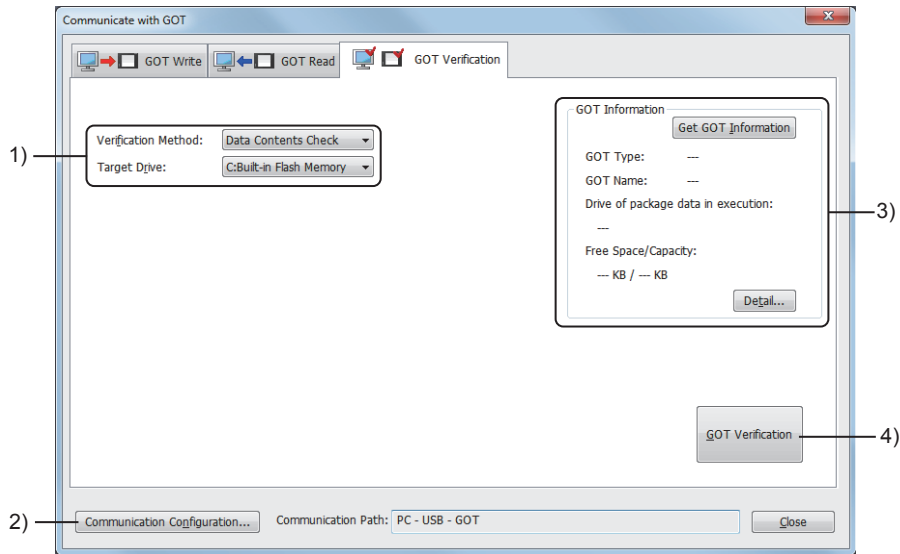 Communicate with GOT
GOT Write
GOT Read
GOT Verification
1)
Verification Method:
Data Contents Check
Target Drive:
C:Built-in Flash Memory
GOT Information
Get GOT Information
GOT Type:
---
GOT Name:
---
Drive of package data in execution:
---
Free Space/Capacity:
--- KB / --- KB
Detail...
3)
GOT Verification
4)
2)
Communication Configuration...
Communication Path:
PC - USB - GOT
Close